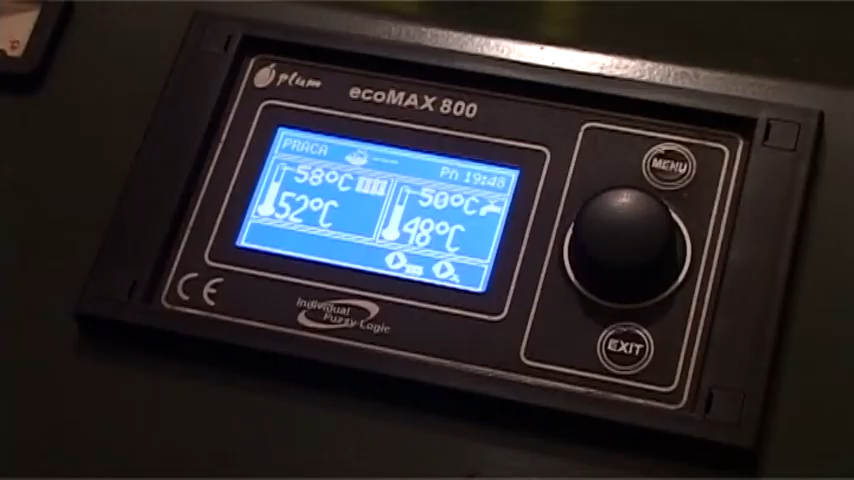 plum
ecoMAX 800
MENU
PRACA
Pn 19:48
58°C
50°C
52°C
48°C
CE
Individual
Fuzzy Logic
EXIT